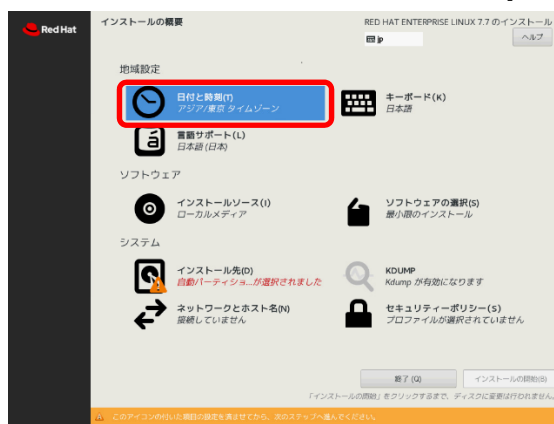 Red Hat
インストールの概要
RED HAT ENTERPRISE LINUX 7.7 のインストール
jp
ヘルプ
地域設定
日付と時刻(T)
アジア/東京 タイムゾーン
キーボード(K)
日本語
言語サポート(L)
日本語 (日本)
ソフトウェア
インストールソース(I)
ローカルメディア
ソフトウェアの選択(S)
最小限のインストール
システム
インストール先(D)
自動パーティショ...が選択されました
KDUMP
Kdump が有効になります
ネットワークとホスト名(N)
接続していません
セキュリティーポリシー(S)
プロファイルが選択されていません
終了 (Q)
インストールの開始(B)
「インストールの開始」をクリックするまで、ディスクに変更は行われません。
このアイコンの付いた項目の設定を済ませてから、次のステップへ進んでください。